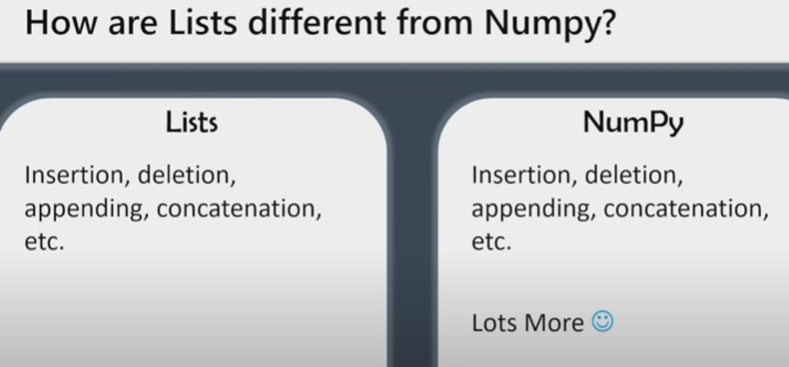 How are Lists different from Numpy?
Lists
Insertion, deletion,
appending, concatenation,
etc.
NumPy
Insertion, deletion,
appending, concatenation,
etc.
Lots More ☺